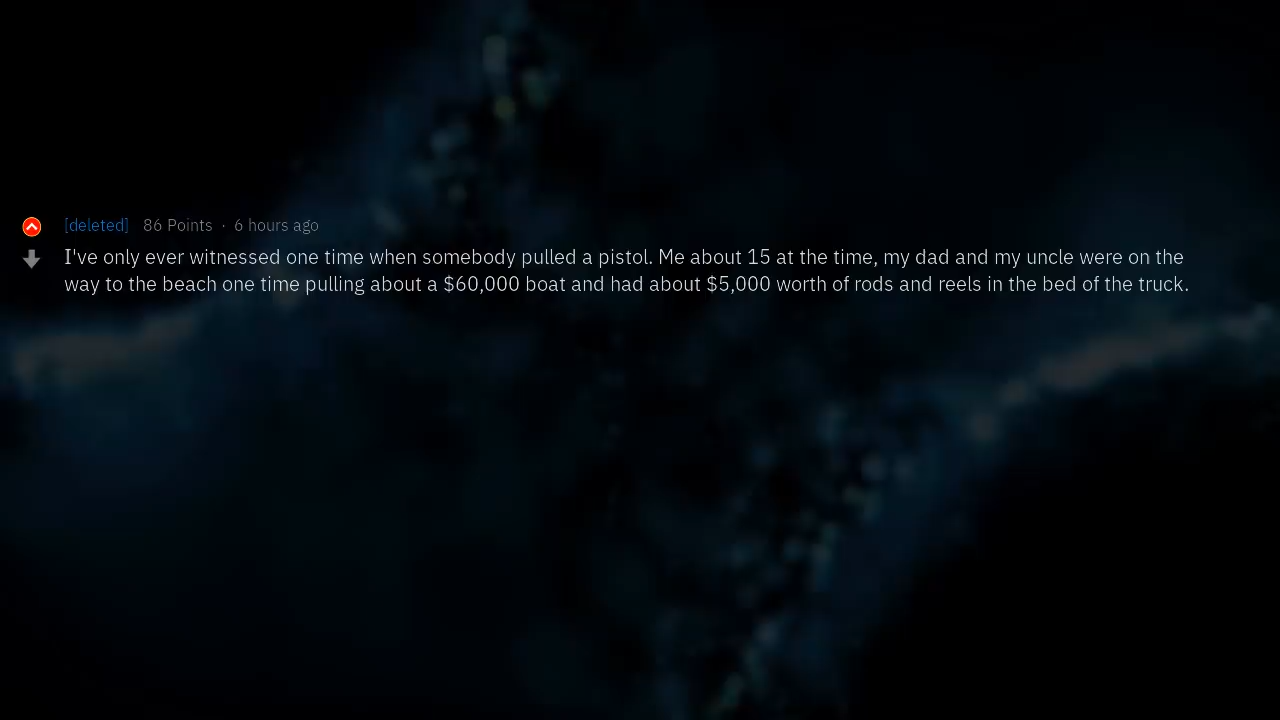 [deleted] 86 Points · 6 hours ago
I've only ever witnessed one time when somebody pulled a pistol. Me about 15 at the time, my dad and my uncle were on the
way to the beach one time pulling about a $60,000 boat and had about $5,000 worth of rods and reels in the bed of the truck.